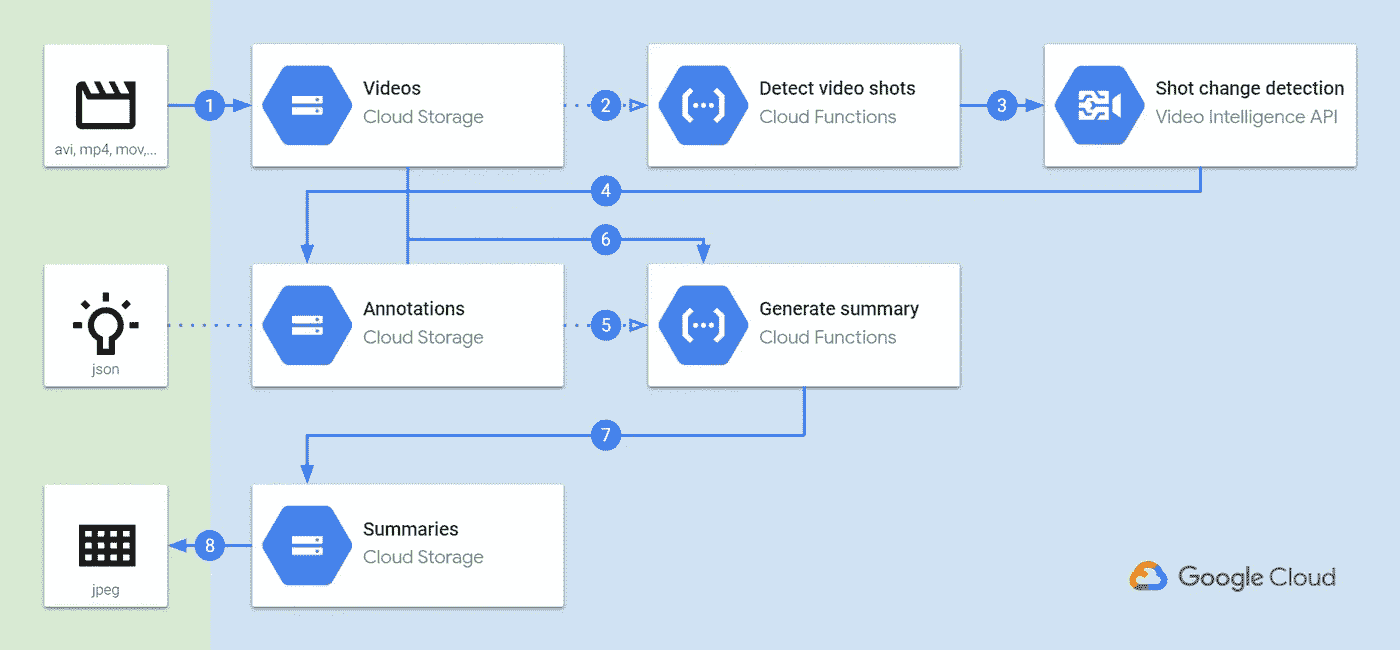 avi, mp4, mov,...
1
Videos
Cloud Storage
2
Detect video shots
Cloud Functions
3
Shot change detection
Video Intelligence API
4
6
json
Annotations
Cloud Storage
5
Generate summary
Cloud Functions
7
jpeg
8
Summaries
Cloud Storage
Google Cloud